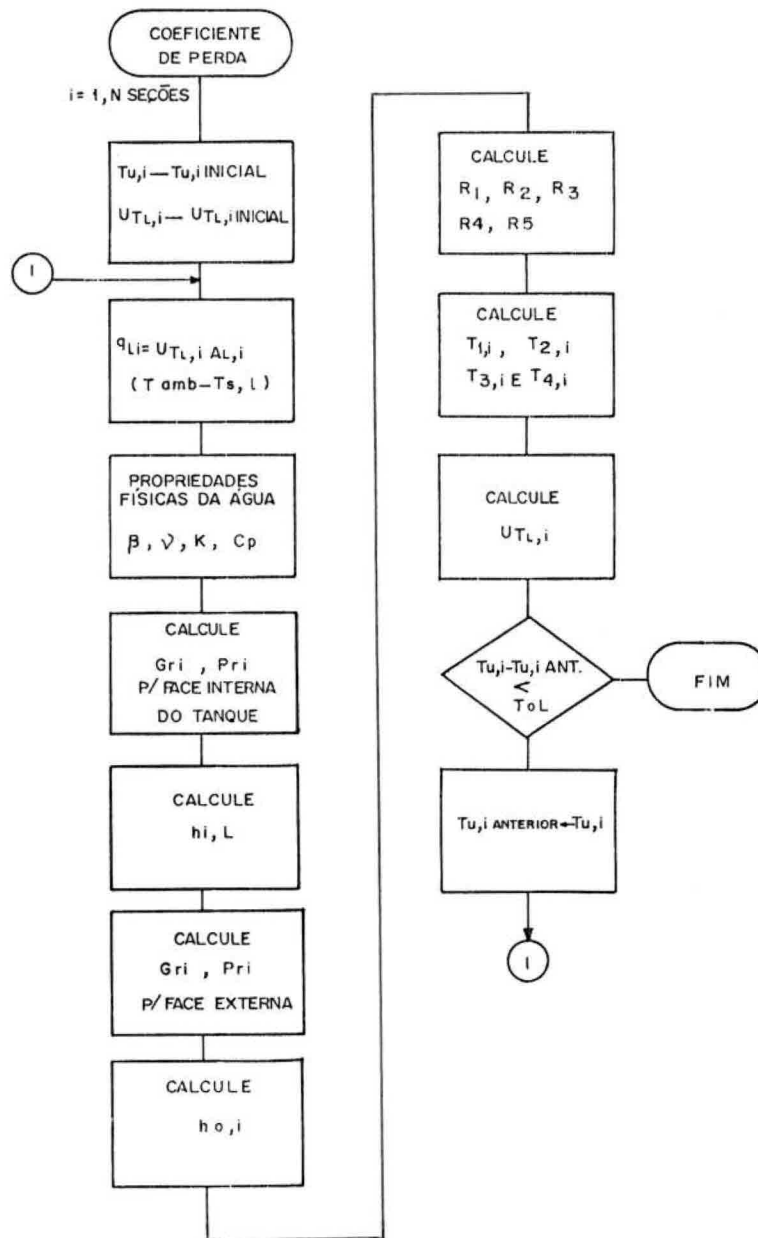 COEFICIENTE
DE PERDA
i= 1, N SEÇÕES
Tu,i — Tu,i INICIAL
UTL,i — UTL,i INICIAL
1
qLi= UTL,i AL,i
(T amb-Ts, L)
PROPRIEDADES
FÍSICAS DA ÁGUA
β, ν, K, Cp
CALCULE
Gri , Pri
P/ FACE INTERNA
DO TANQUE
CALCULE
hi, L
CALCULE
Gri , Pri
P/ FACE EXTERNA
CALCULE
ho,i
CALCULE
R1, R2, R3
R4, R5
CALCULE
T1,i , T2,i
T3,i E T4,i
CALCULE
UTL,i
Tu,i-Tu,i ANT.
<
ToL
FIM
Tu,i ANTERIOR←Tu,i
1